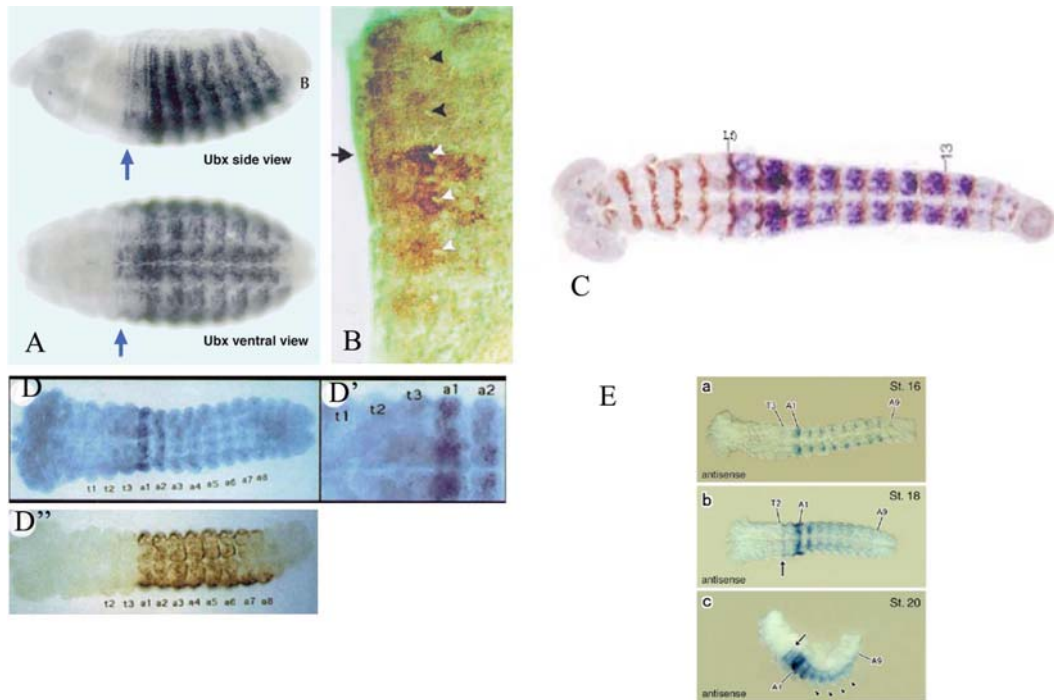 B
Ubx side view
Ubx ventral view
A
B
13
C
D
t1 t2 t3 a1 a2 a3 a4 a5 a6 a7 a8
D’
t1 t2 t3 a1 a2
D’’
t2 t3 a1 a2 a3 a4 a5 a6 a7 a8
E
a
St. 16
T3 A1 A9
antisense
b
St. 18
T2 A1 A9
antisense
c
St. 20
A9
A1
antisense